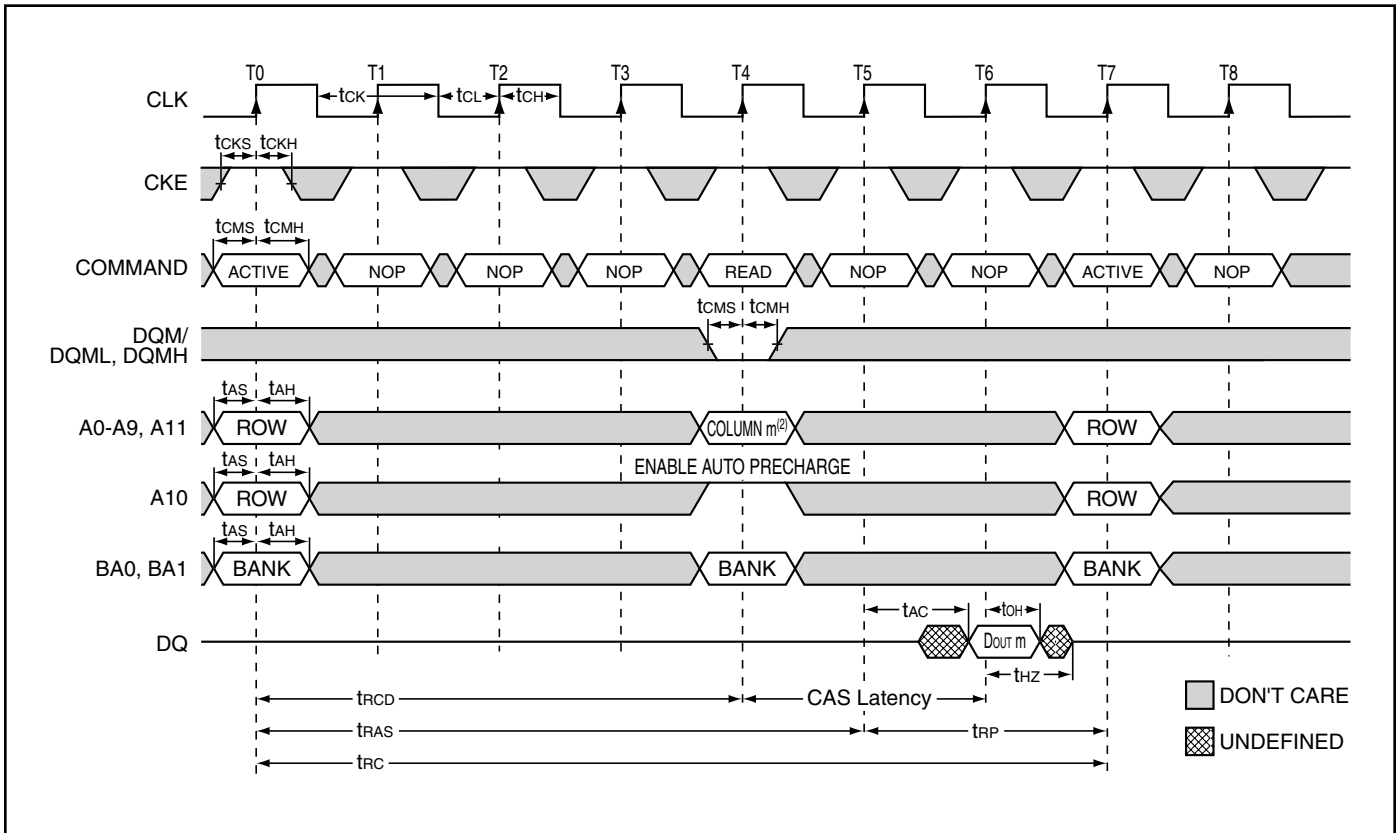 T0 T1 T2 T3 T4 T5 T6 T7 T8
CLK
tCK tCL tCH
tCKS tCKH
CKE
tCMS tCMH
COMMAND
ACTIVE NOP NOP NOP READ NOP NOP ACTIVE NOP
tCMS tCMH
DQM/
DQML, DQMH
tAS tAH
A0-A9, A11 ROW COLUMN m(2) ROW
tAS tAH
ENABLE AUTO PRECHARGE
A10 ROW ROW
tAS tAH
BA0, BA1 BANK BANK BANK
tAC tOH
DQ DOUT m
tHZ
tRCD CAS Latency
DON'T CARE
tRAS tRP
UNDEFINED
tRC